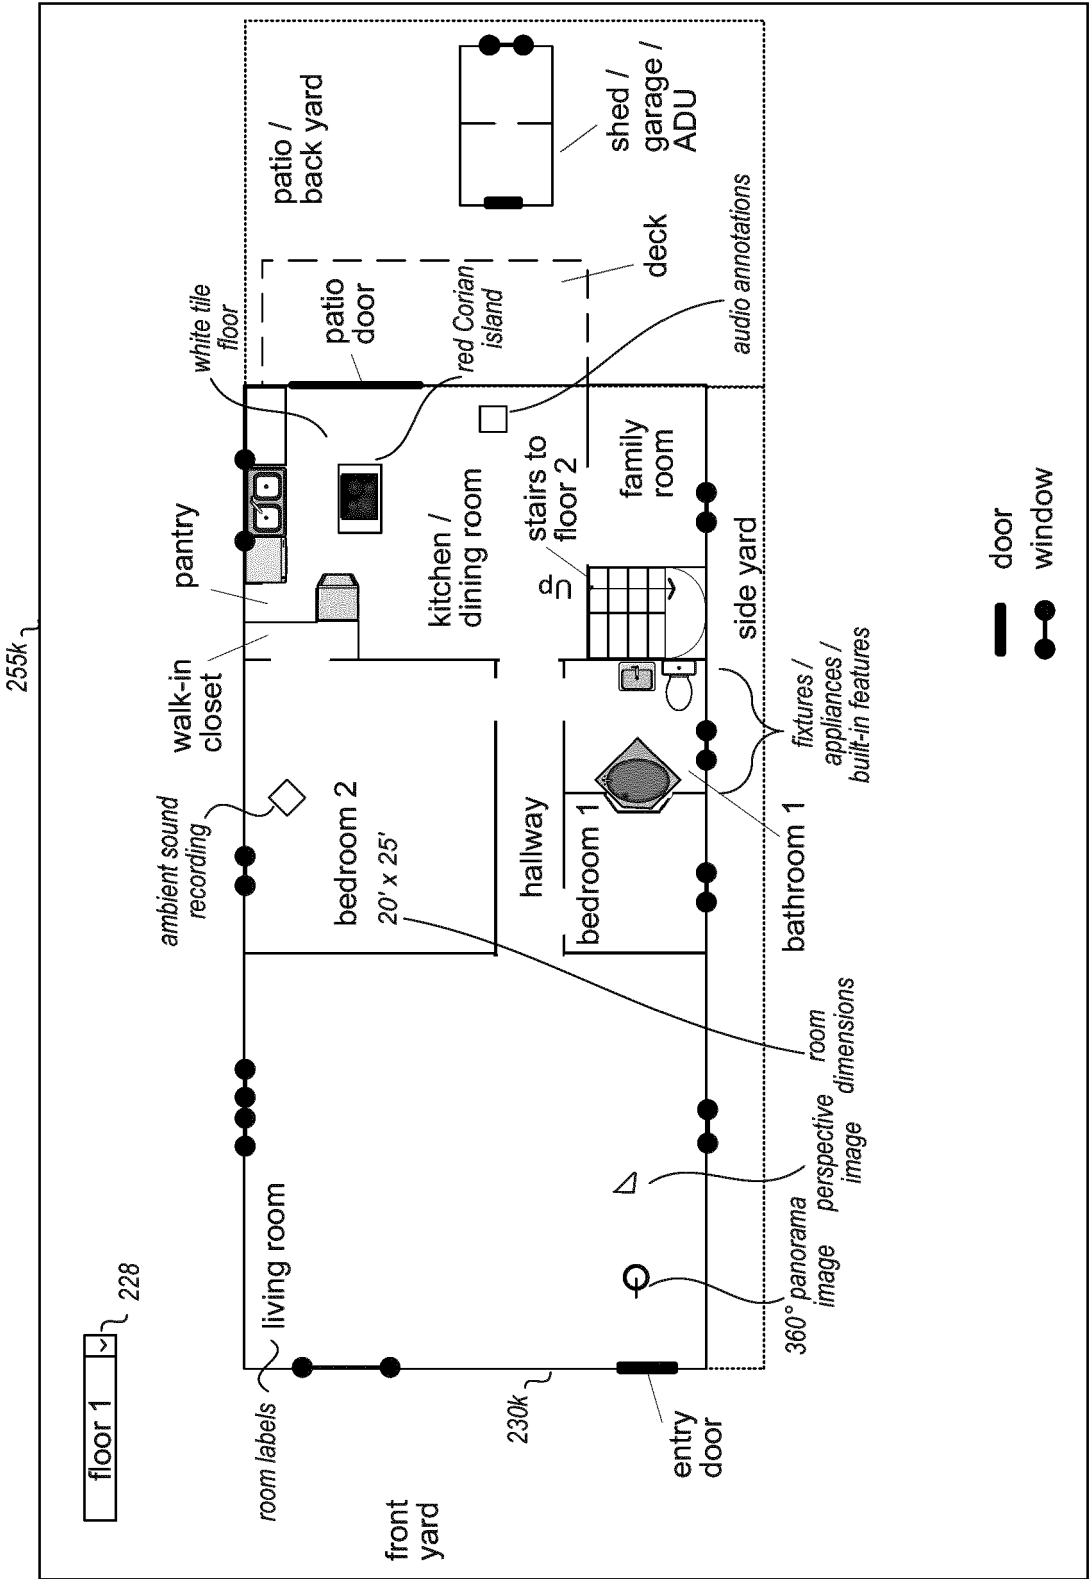 255k
floor 1
228
room labels
living room
front
yard
230k
entry
door
360° panorama
image
perspective
image
room
dimensions
ambient sound
recording
bedroom 2
20' x 25'
hallway
bedroom 1
bathroom 1
walk-in
closet
pantry
kitchen /
dining room
up
stairs to
floor 2
family
room
side yard
fixtures /
appliances /
built-in features
white tile
floor
patio
door
red Corian
island
deck
audio annotations
patio /
back yard
shed /
garage /
ADU
door
window